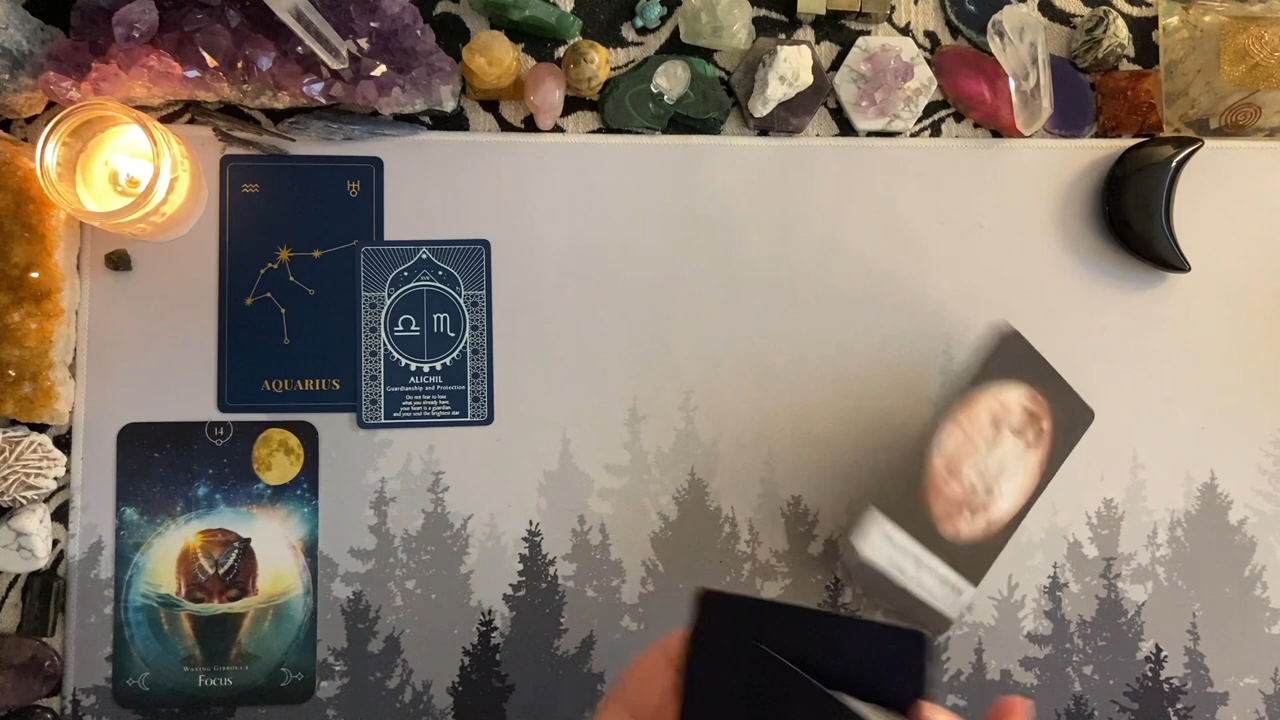 AQUARIUS
XVII
ALICHIL
Guardianship and Protection
Do not fear to lose
what you already have,
your heart is a guardian,
and your soul the brightest star
14
WAXING GIBBOUS 2
Focus